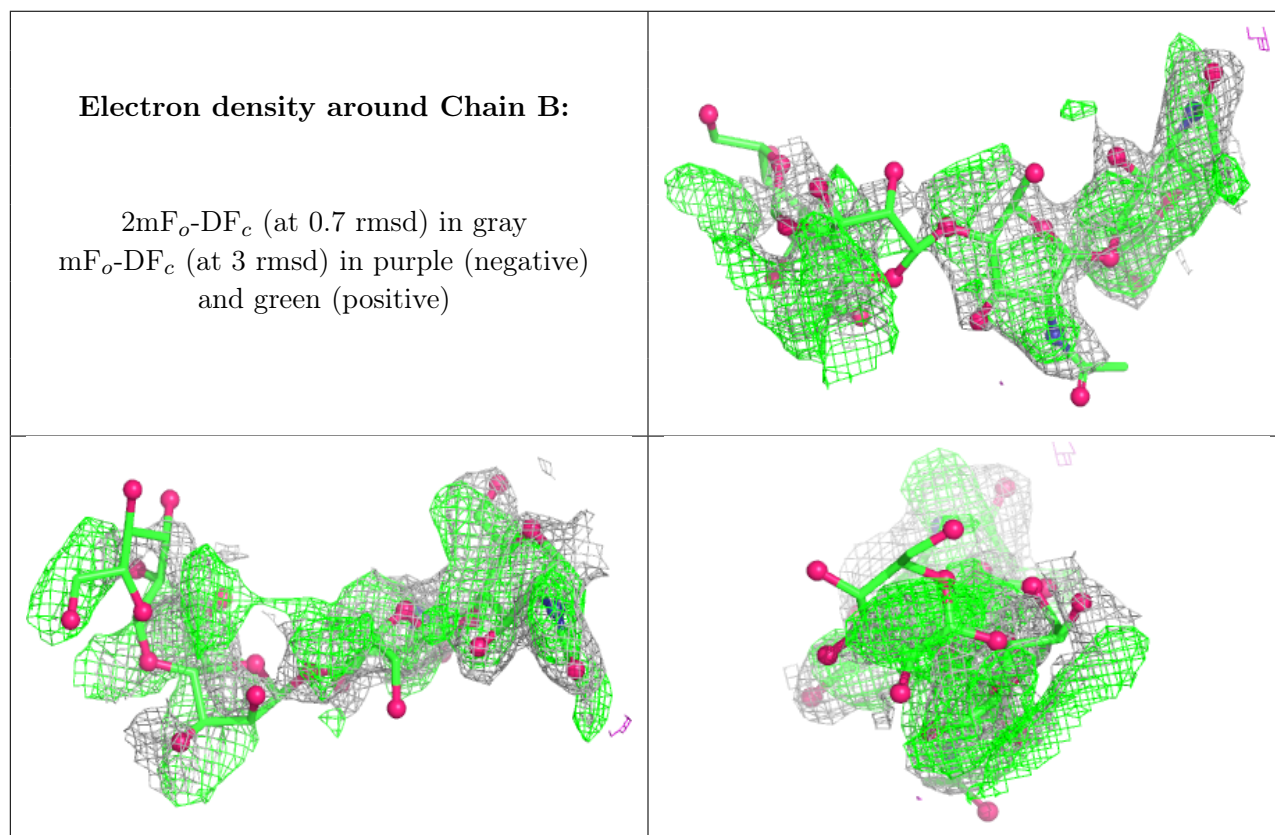 Electron density around Chain B:
2mFₒ-DF𝒸 (at 0.7 rmsd) in gray
mFₒ-DF𝒸 (at 3 rmsd) in purple (negative)
and green (positive)